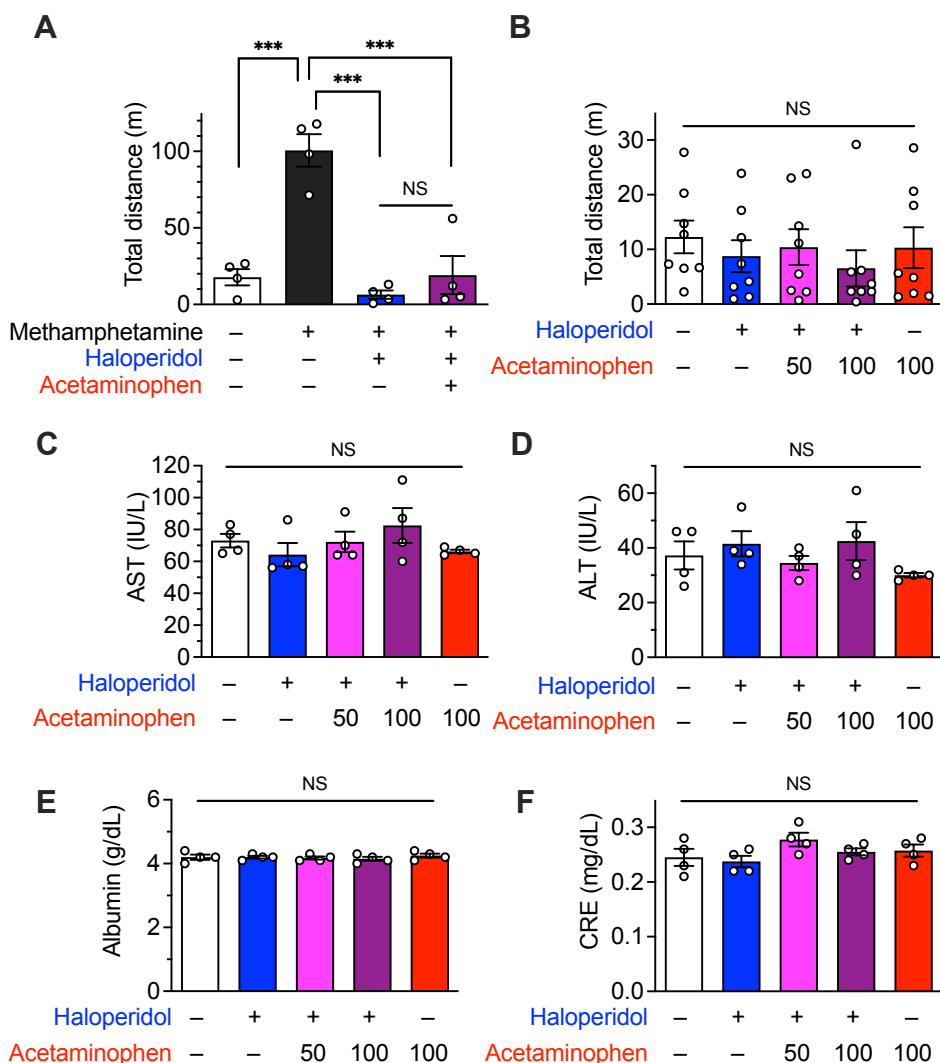 A
***
***
***
NS
Total distance (m)
100
50
0
Methamphetamine – + + +
Haloperidol – – + +
Acetaminophen – – – +
B
NS
Total distance (m)
30
20
10
0
Haloperidol – + + + –
Acetaminophen – – 50 100 100
C
NS
AST (IU/L)
120
100
80
60
40
20
0
Haloperidol – + + + –
Acetaminophen – – 50 100 100
D
NS
ALT (IU/L)
60
40
20
0
Haloperidol – + + + –
Acetaminophen – – 50 100 100
E
NS
Albumin (g/dL)
6
4
2
0
Haloperidol – + + + –
Acetaminophen – – 50 100 100
F
NS
CRE (mg/dL)
0.3
0.2
0.1
0.0
Haloperidol – + + + –
Acetaminophen – – 50 100 100